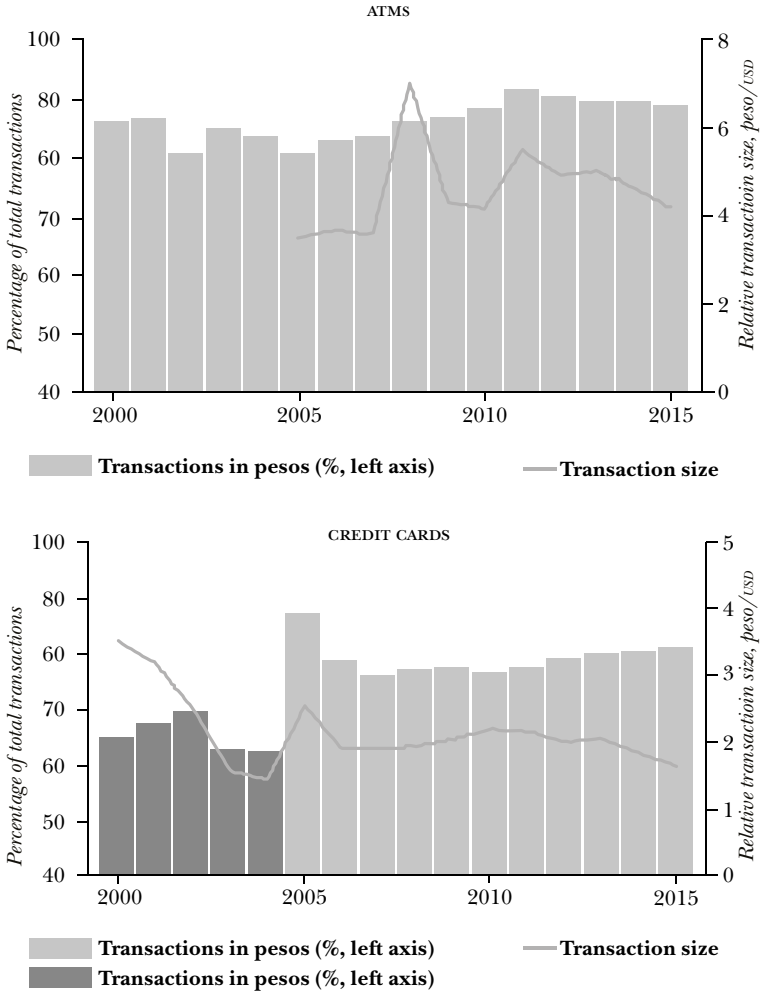 ATMS
Percentage of total transactions
100
80
60
70
60
50
40
8
6
4
2
0
Relative transactioin size, peso/USD
2000 2005 2010 2015
Transactions in pesos (%, left axis) Transaction size
CREDIT CARDS
Percentage of total transactions
100
80
60
70
60
50
40
5
4
3
2
1
0
Relative transactioin size, peso/USD
2000 2005 2010 2015
Transactions in pesos (%, left axis) Transaction size
Transactions in pesos (%, left axis)